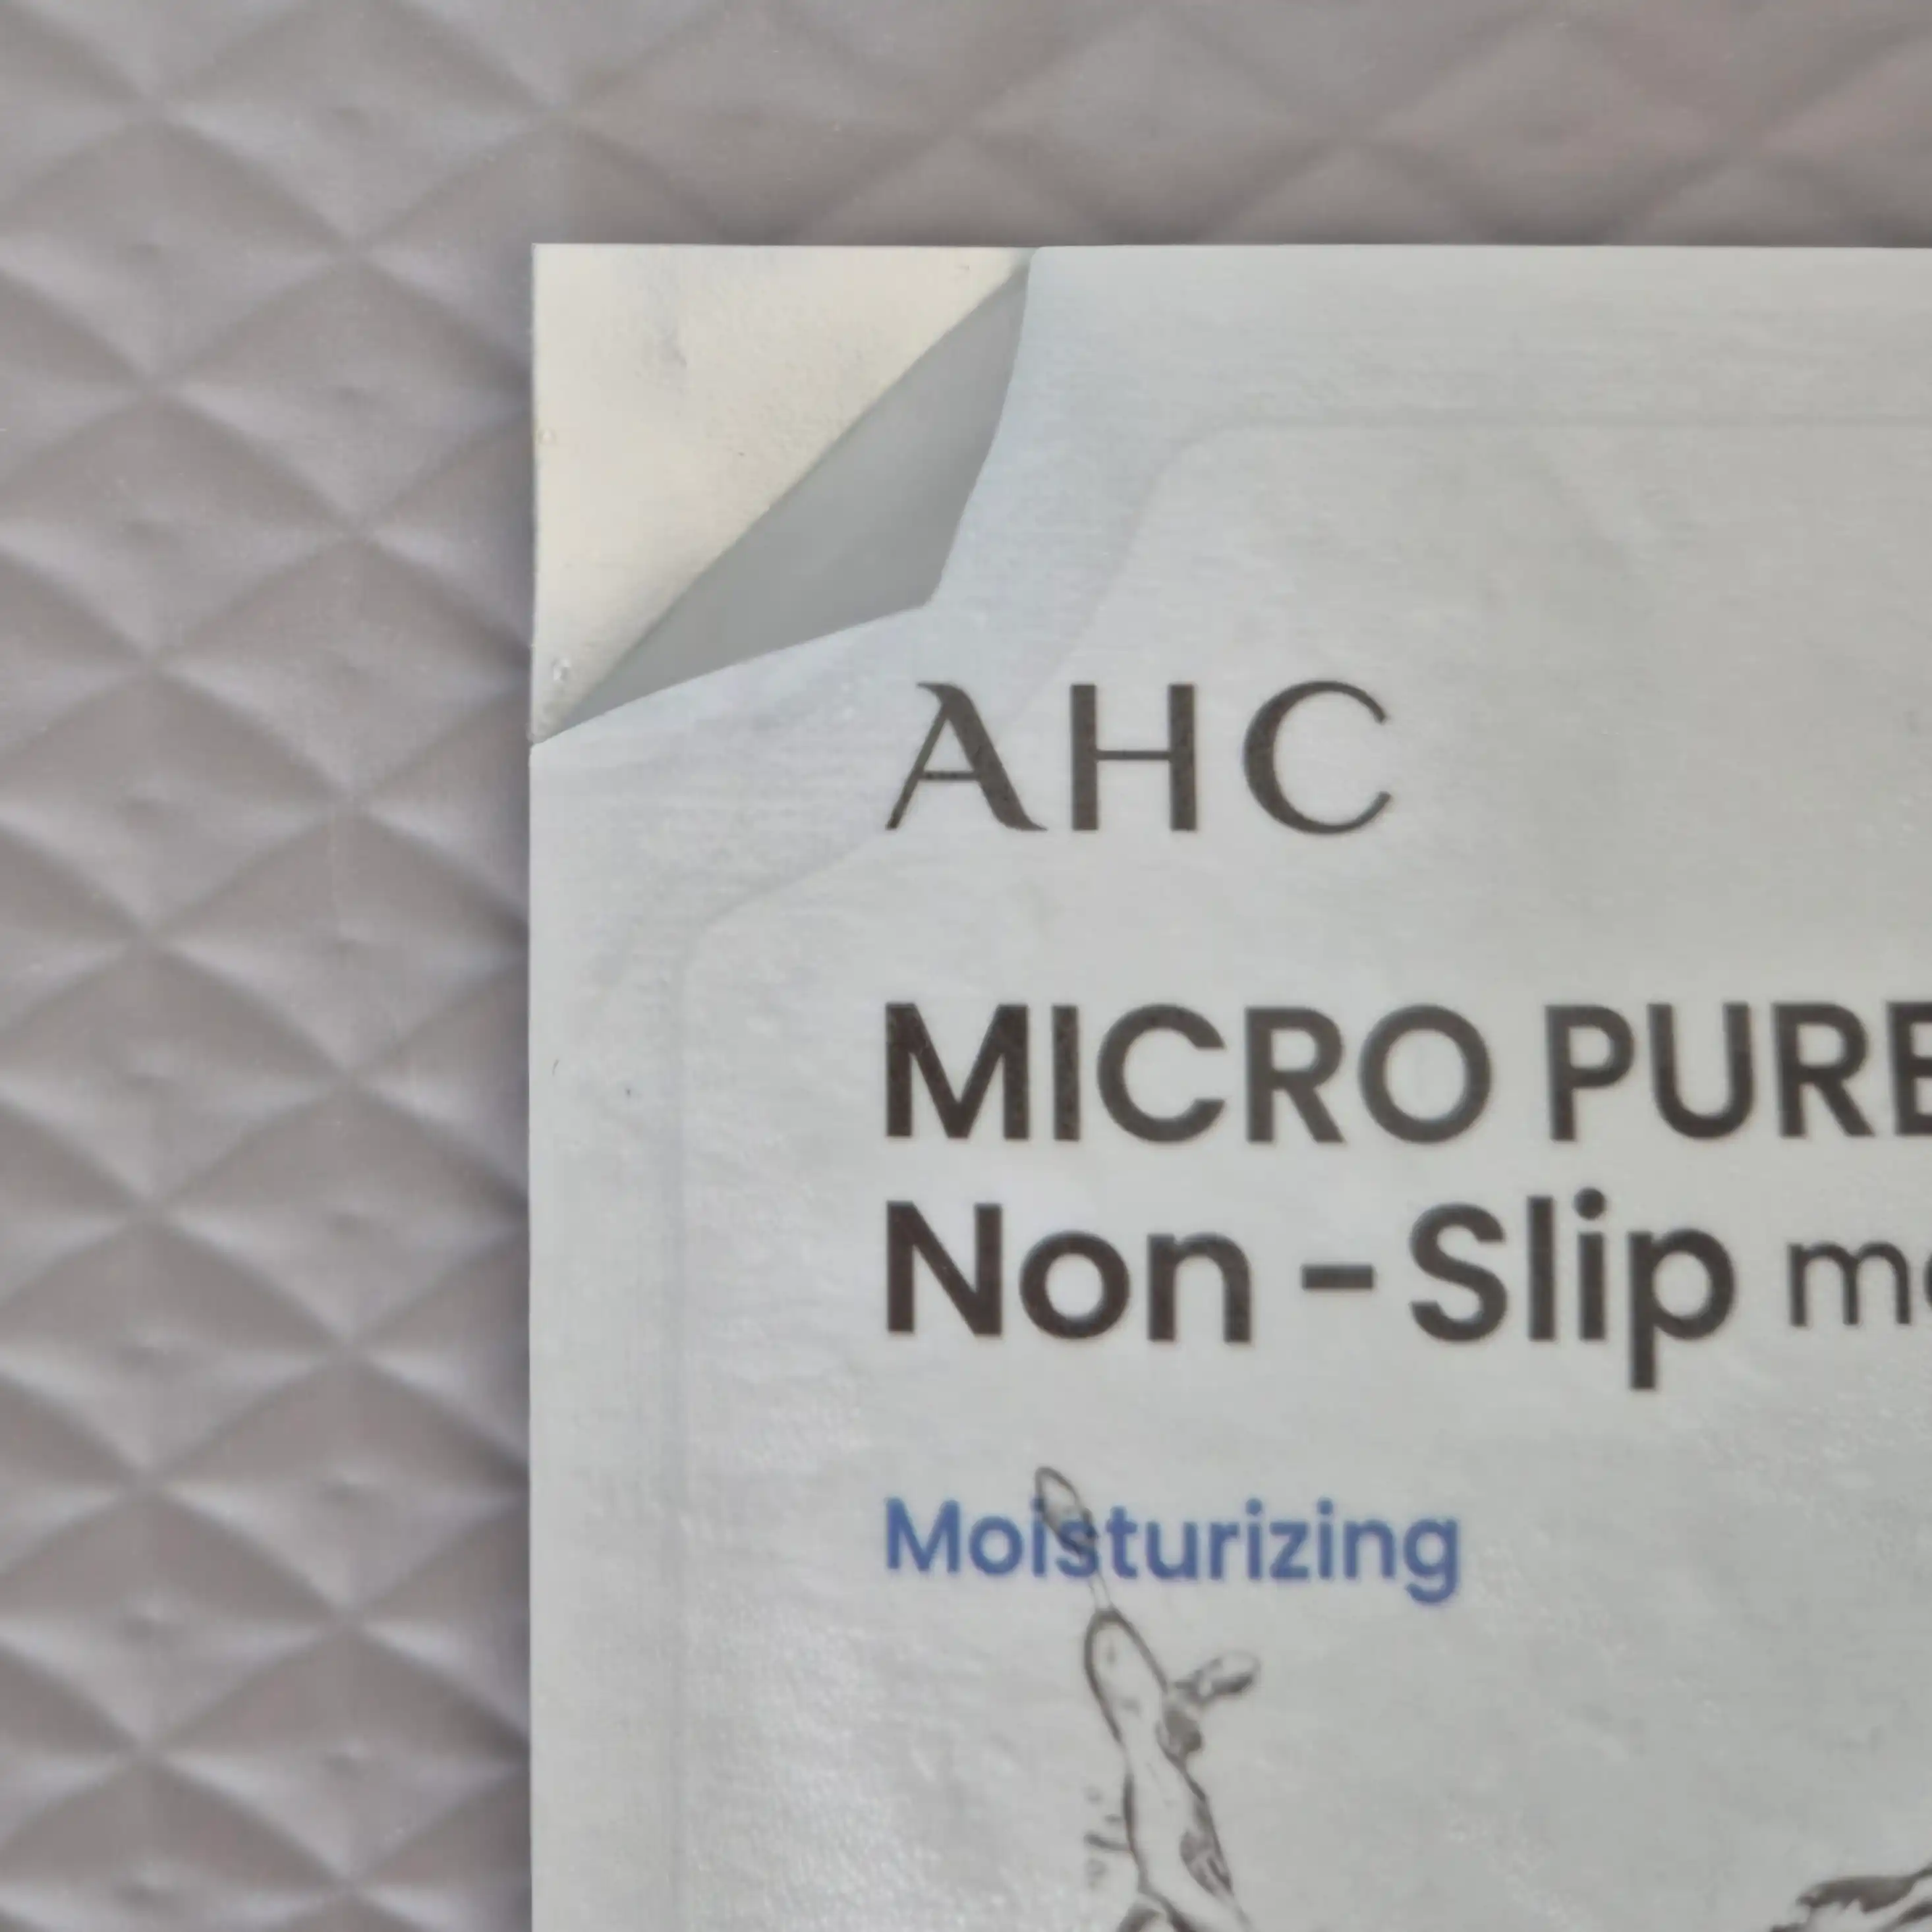 AHC
MICRO PURE
Non - Slip
Moisturizing